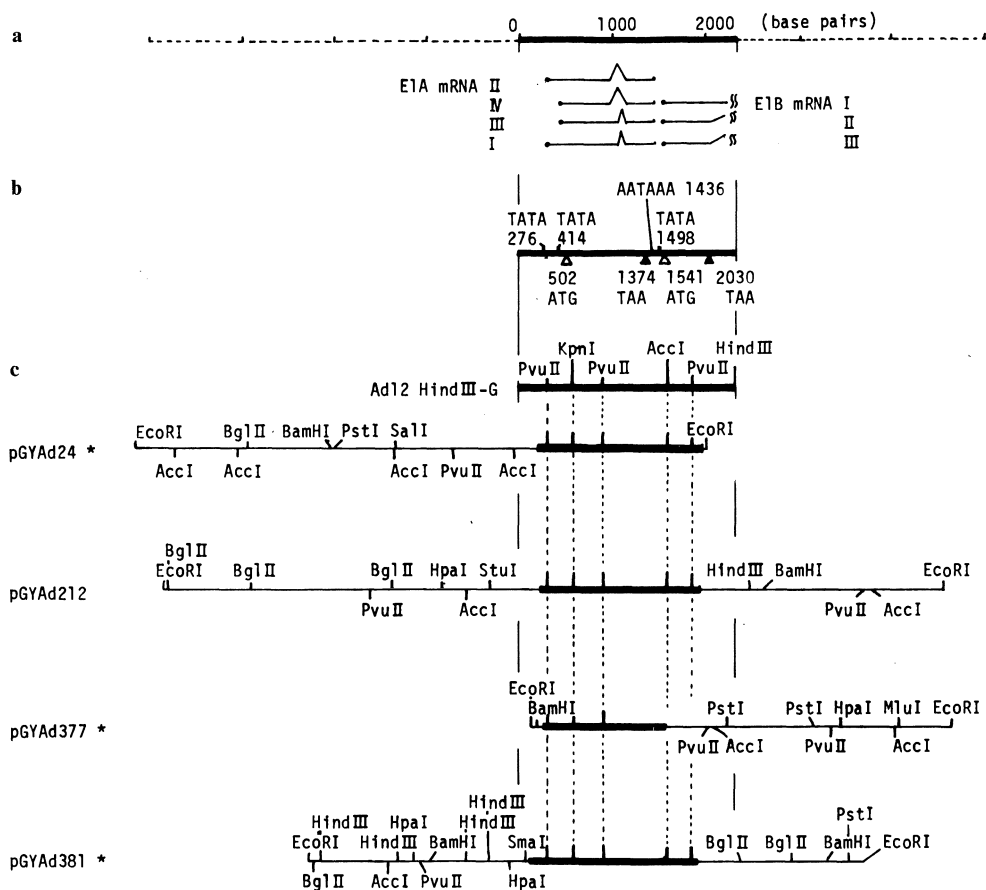 a
0 1000 2000 (base pairs)
E1A mRNA II
IV E1B mRNA I
III II
I III
b
AATAAA 1436
TATA TATA TATA
276 414 1498
502 1374 1541 2030
ATG TAA ATG TAA
c
KpnI AccI HindIII
PvuII PvuII PvuII
Ad12 HindIII-G
EcoRI BglII BamHI PstI SalI EcoRI
pGYAd24 *
AccI AccI AccI PvuII AccI
BglII
EcoRI BglII BglII HpaI StuI HindIII BamHI EcoRI
pGYAd212
PvuII AccI PvuII AccI
EcoRI
BamHI PstI PstI HpaI MluI EcoRI
pGYAd377 *
PvuII AccI PvuII AccI
HindIII PstI
HindIII HpaI HindIII
EcoRI HindIII BamHI SmaI BglII BglII BamHI EcoRI
pGYAd381 *
BglII AccI PvuII HpaI